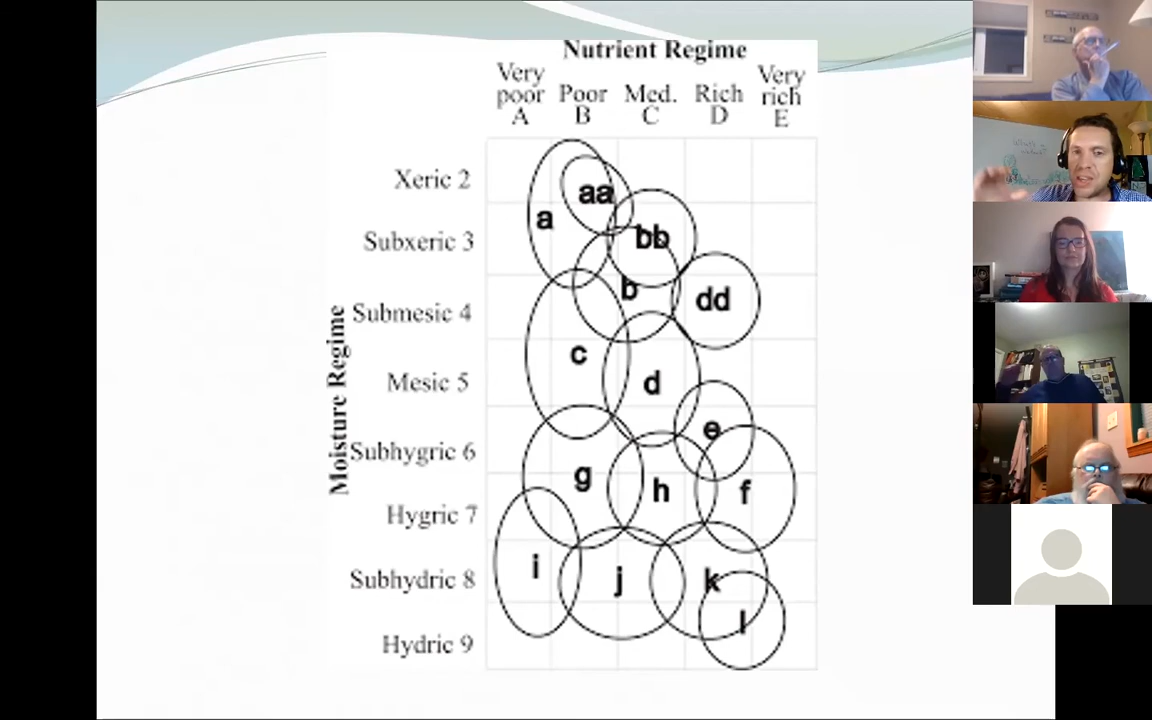 Nutrient Regime
Very poor A
Poor B
Med. C
Rich D
Very rich E
Moisture Regime
Xeric 2
Subxeric 3
Submesic 4
Mesic 5
Subhygric 6
Hygric 7
Subhydric 8
Hydric 9
aa
a
bb
b
dd
c
d
e
g
h
f
i
j
k
l
What's